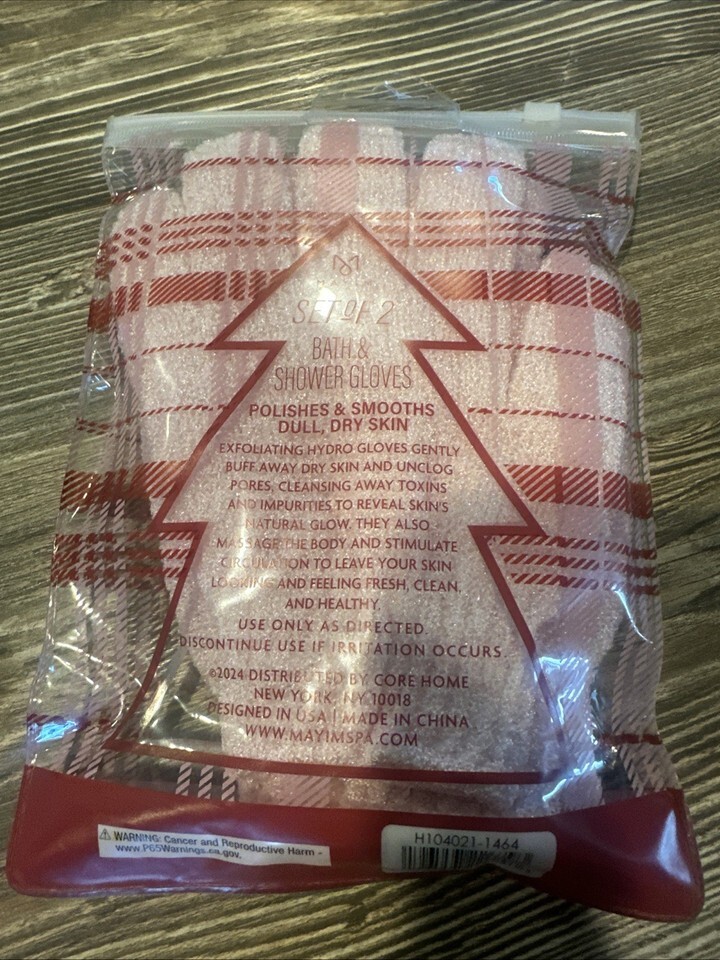 SET OF 2
BATH &
SHOWER GLOVES
POLISHES & SMOOTHS
DULL, DRY SKIN
EXFOLIATING HYDRO GLOVES GENTLY
BUFF AWAY DRY SKIN AND UNCLOG
PORES, CLEANSING AWAY TOXINS
AND IMPURITIES TO REVEAL SKIN'S
NATURAL GLOW. THEY ALSO
MASSAGE THE BODY AND STIMULATE
CIRCULATION TO LEAVE YOUR SKIN
LOOKING AND FEELING FRESH, CLEAN,
AND HEALTHY.
USE ONLY AS DIRECTED.
DISCONTINUE USE IF IRRITATION OCCURS.
©2024 DISTRIBUTED BY CORE HOME
NEW YORK, NY 10018
DESIGNED IN USA | MADE IN CHINA
WWW.MAYIMSPA.COM
⚠ WARNING: Cancer and Reproductive Harm -
www.P65Warnings.ca.gov.
H104021-1464